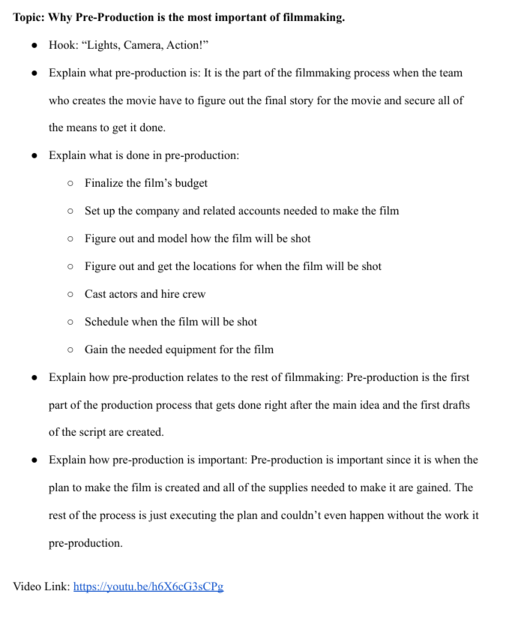 Topic: Why Pre-Production is the most important of filmmaking.
● Hook: “Lights, Camera, Action!”
● Explain what pre-production is: It is the part of the filmmaking process when the team
who creates the movie have to figure out the final story for the movie and secure all of
the means to get it done.
● Explain what is done in pre-production:
○ Finalize the film’s budget
○ Set up the company and related accounts needed to make the film
○ Figure out and model how the film will be shot
○ Figure out and get the locations for when the film will be shot
○ Cast actors and hire crew
○ Schedule when the film will be shot
○ Gain the needed equipment for the film
● Explain how pre-production relates to the rest of filmmaking: Pre-production is the first
part of the production process that gets done right after the main idea and the first drafts
of the script are created.
● Explain how pre-production is important: Pre-production is important since it is when the
plan to make the film is created and all of the supplies needed to make it are gained. The
rest of the process is just executing the plan and couldn’t even happen without the work it
pre-production.
Video Link: https://youtu.be/h6X6cG3sCPg